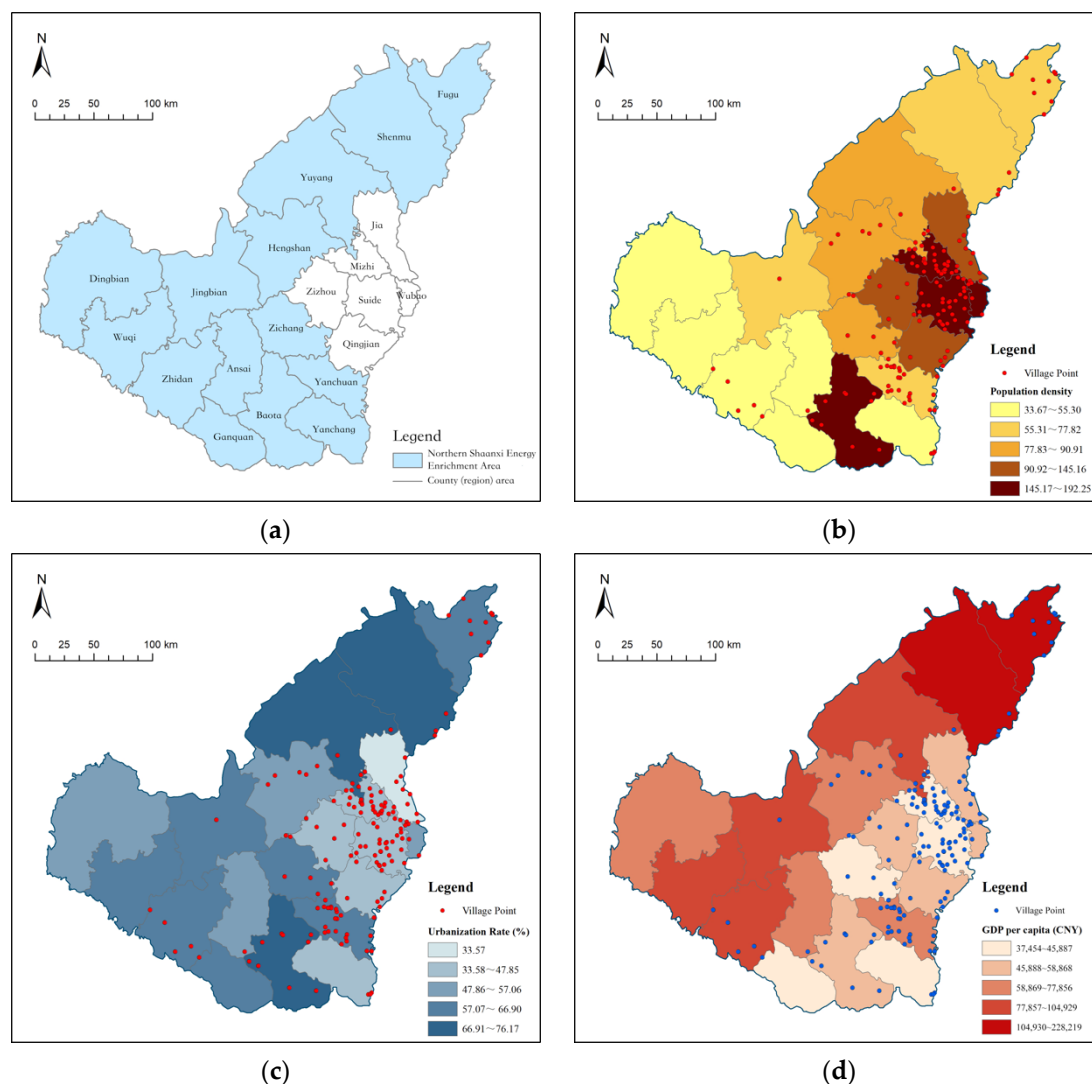 N
0 25 50 100 km
Fugu
Shenmu
Yuyang
Jia
Hengshan
Mizhi
Dingbian
Jingbian
Zizhou
Suide
Wubao
Wuqi
Zichang
Qingjian
Zhidan
Ansai
Yanchuan
Baota
Yanchang
Ganquan
Legend
Northern Shaanxi Energy
Enrichment Area
County (region) area
(a)
N
0 25 50 100 km
Legend
Village Point
Population density
33.67～55.30
55.31～77.82
77.83～ 90.91
90.92～145.16
145.17～192.25
(b)
N
0 25 50 100 km
Legend
Village Point
Urbanization Rate (%)
33.57
33.58～47.85
47.86～ 57.06
57.07～ 66.90
66.91～ 76.17
(c)
N
0 25 50 100 km
Legend
Village Point
GDP per capita (CNY)
37,454～45,887
45,888～58,868
58,869～77,856
77,857～104,929
104,930~228,219
(d)